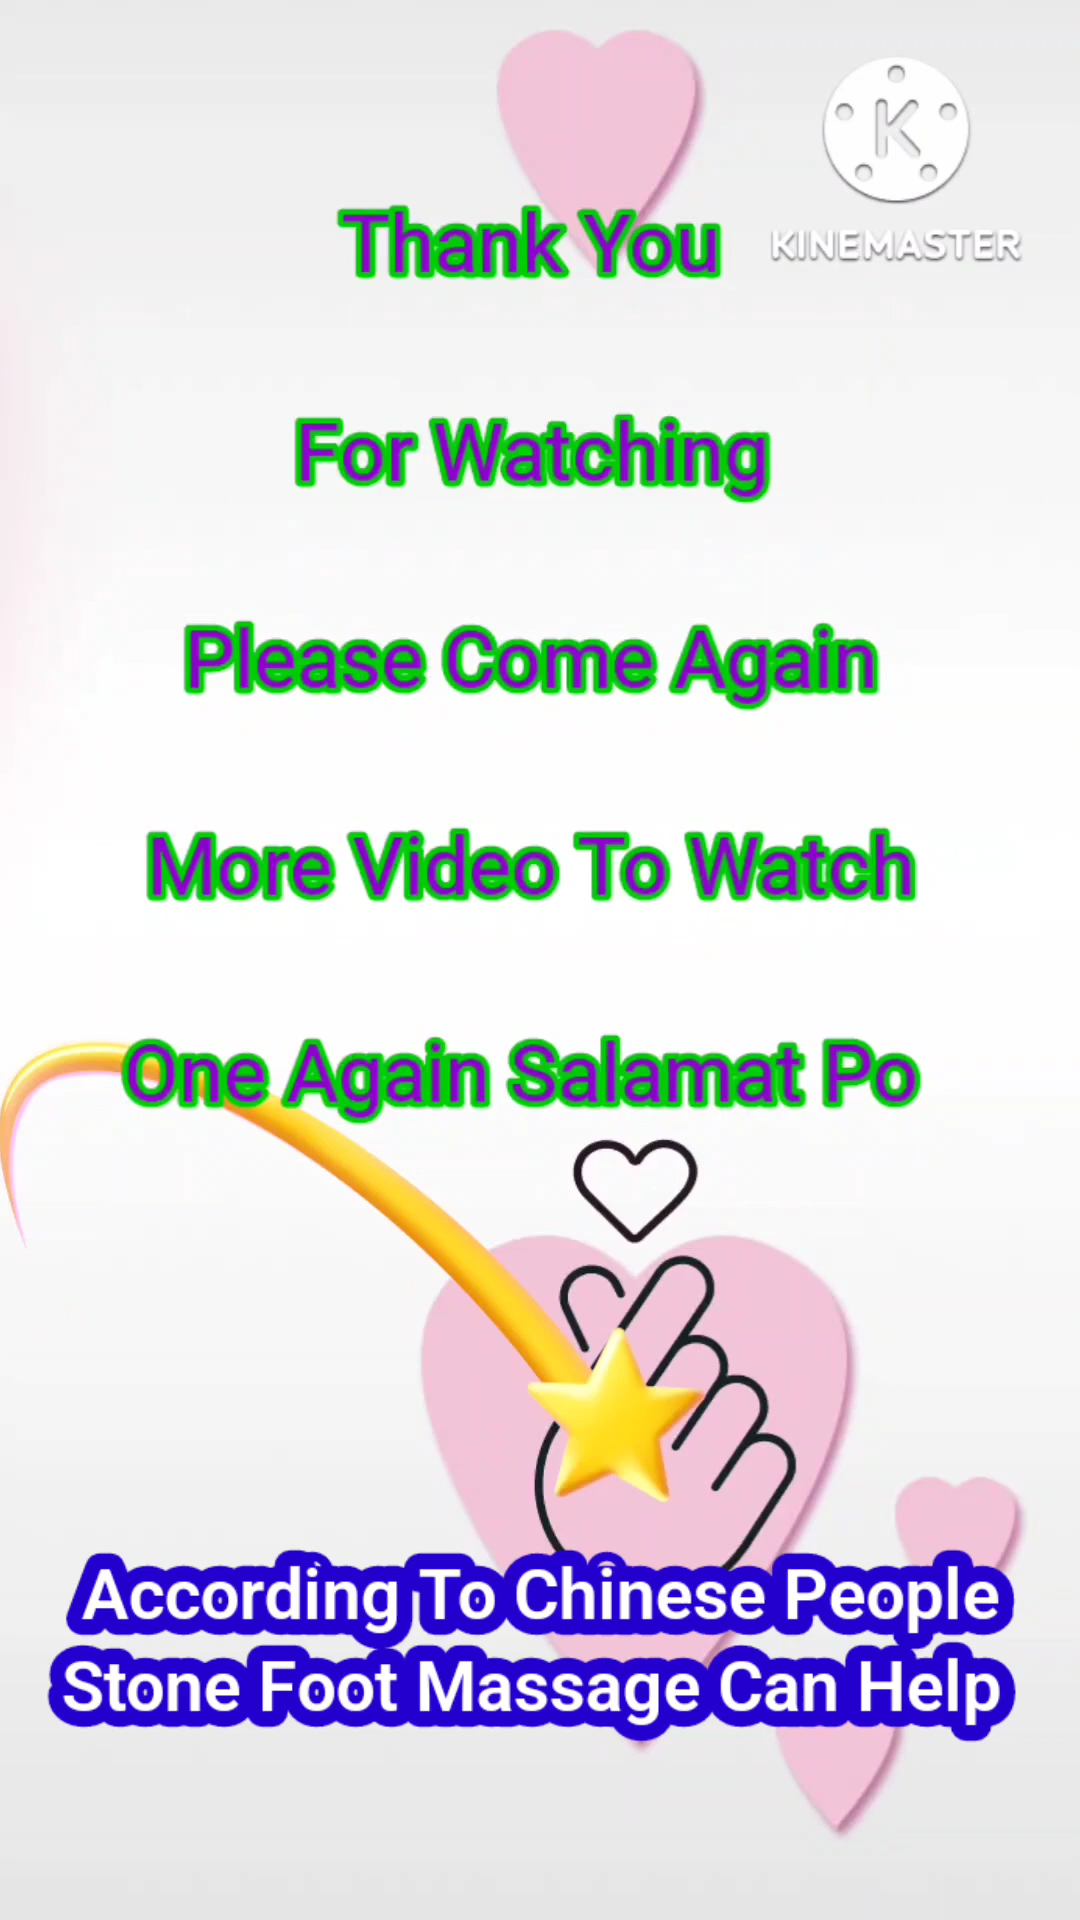 K
KINEMASTER
Thank You
For Watching
Please Come Again
More Video To Watch
One Again Salamat Po
According To Chinese People
Stone Foot Massage Can Help